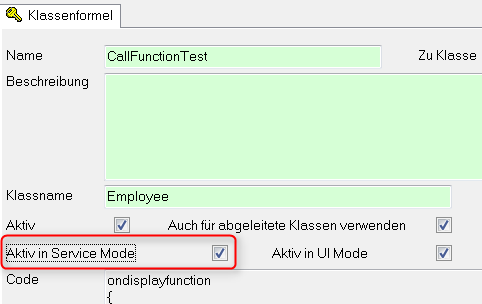 Klassenformel
Name CallFunctionTest Zu Klasse
Beschreibung
Klassname Employee
Aktiv Auch für abgeleitete Klassen verwenden
Aktiv in Service Mode Aktiv in UI Mode
Code ondisplayfunction
{